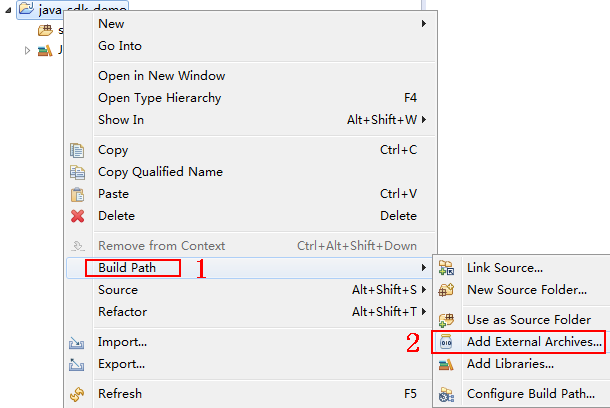 java-sdk-demo
New
Go Into
Open in New Window
Open Type Hierarchy F4
Show In Alt+Shift+W
Copy Ctrl+C
Copy Qualified Name
Paste Ctrl+V
Delete Delete
Remove from Context Ctrl+Alt+Shift+Down
Build Path 1
Source Alt+Shift+S
Refactor Alt+Shift+T
Import...
Export...
Refresh F5
Link Source...
New Source Folder...
Use as Source Folder
2 Add External Archives...
Add Libraries...
Configure Build Path...